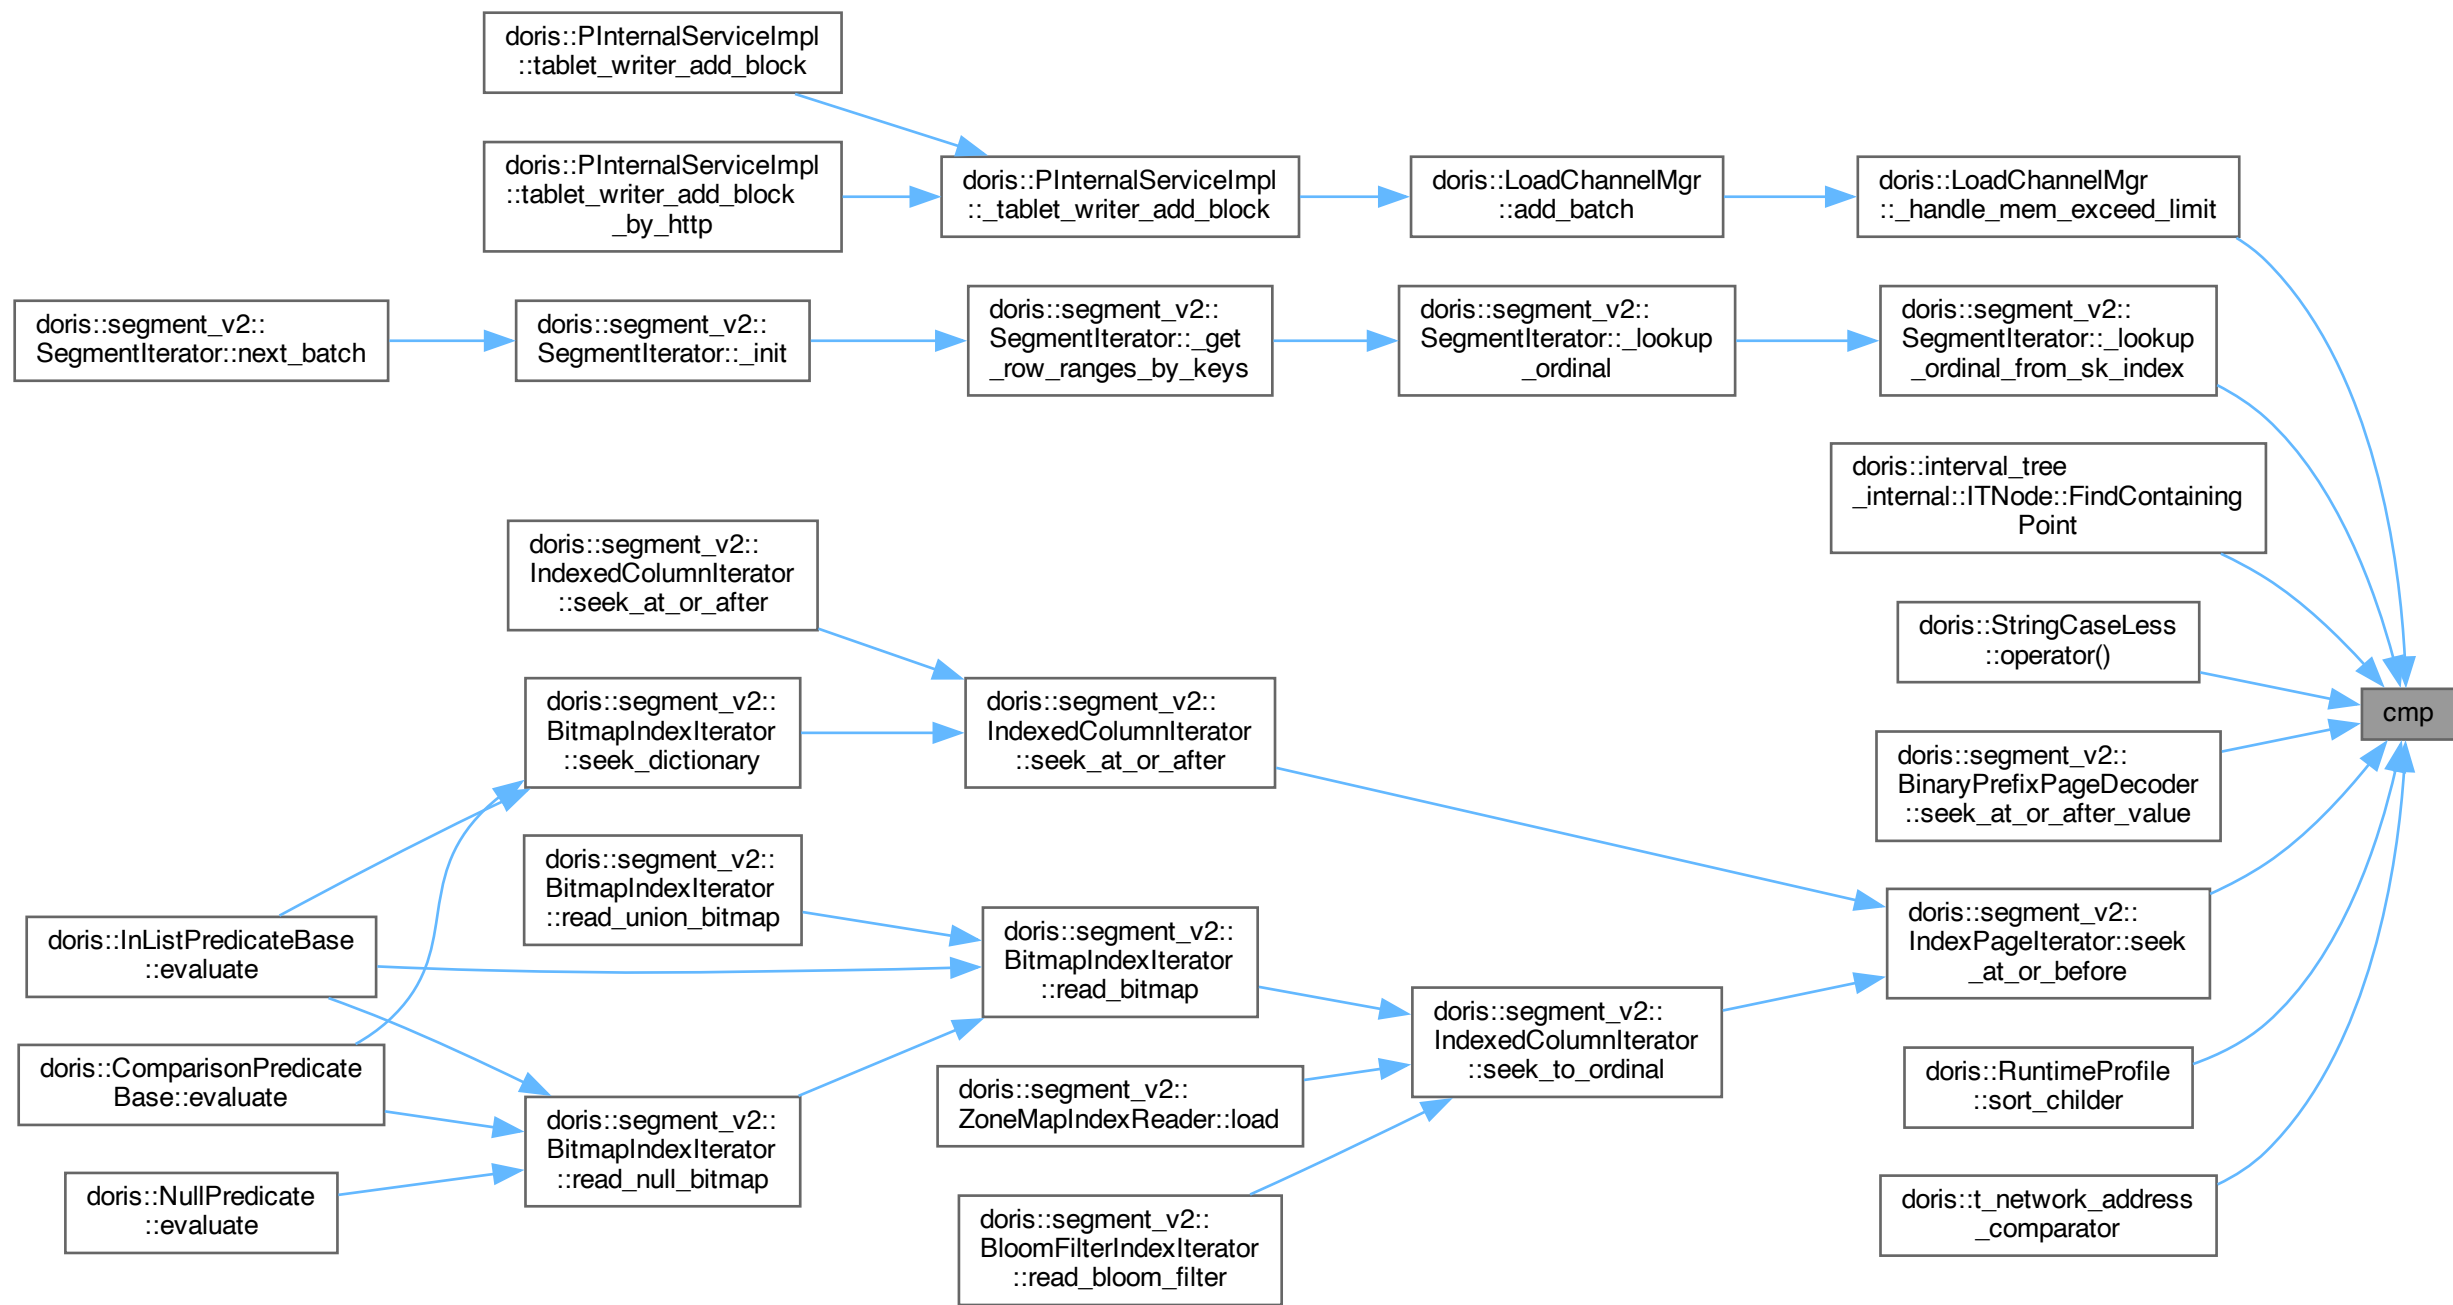 doris::PInternalServiceImpl
::tablet_writer_add_block
doris::PInternalServiceImpl
::tablet_writer_add_block
_by_http
doris::PInternalServiceImpl
::_tablet_writer_add_block
doris::LoadChannelMgr
::add_batch
doris::LoadChannelMgr
::_handle_mem_exceed_limit
doris::segment_v2::
SegmentIterator::next_batch
doris::segment_v2::
SegmentIterator::_init
doris::segment_v2::
SegmentIterator::_get
_row_ranges_by_keys
doris::segment_v2::
SegmentIterator::_lookup
_ordinal
doris::segment_v2::
SegmentIterator::_lookup
_ordinal_from_sk_index
doris::interval_tree
_internal::ITNode::FindContaining
Point
doris::segment_v2::
IndexedColumnIterator
::seek_at_or_after
doris::StringCaseLess
::operator()
doris::segment_v2::
BitmapIndexIterator
::seek_dictionary
doris::segment_v2::
IndexedColumnIterator
::seek_at_or_after
cmp
doris::segment_v2::
BinaryPrefixPageDecoder
::seek_at_or_after_value
doris::segment_v2::
BitmapIndexIterator
::read_union_bitmap
doris::InListPredicateBase
::evaluate
doris::segment_v2::
BitmapIndexIterator
::read_bitmap
doris::segment_v2::
IndexPageIterator::seek
_at_or_before
doris::segment_v2::
IndexedColumnIterator
::seek_to_ordinal
doris::ComparisonPredicate
Base::evaluate
doris::segment_v2::
ZoneMapIndexReader::load
doris::RuntimeProfile
::sort_childer
doris::segment_v2::
BitmapIndexIterator
::read_null_bitmap
doris::NullPredicate
::evaluate
doris::segment_v2::
BloomFilterIndexIterator
::read_bloom_filter
doris::t_network_address
_comparator